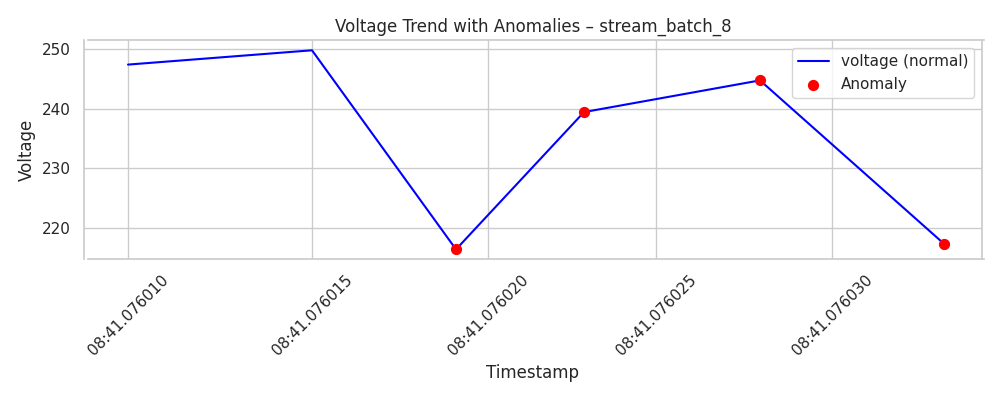 Voltage Trend with Anomalies – stream_batch_8
voltage (normal)
Anomaly
Voltage
250
240
230
220
08:41.076010
08:41.076015
08:41.076020
08:41.076025
08:41.076030
Timestamp